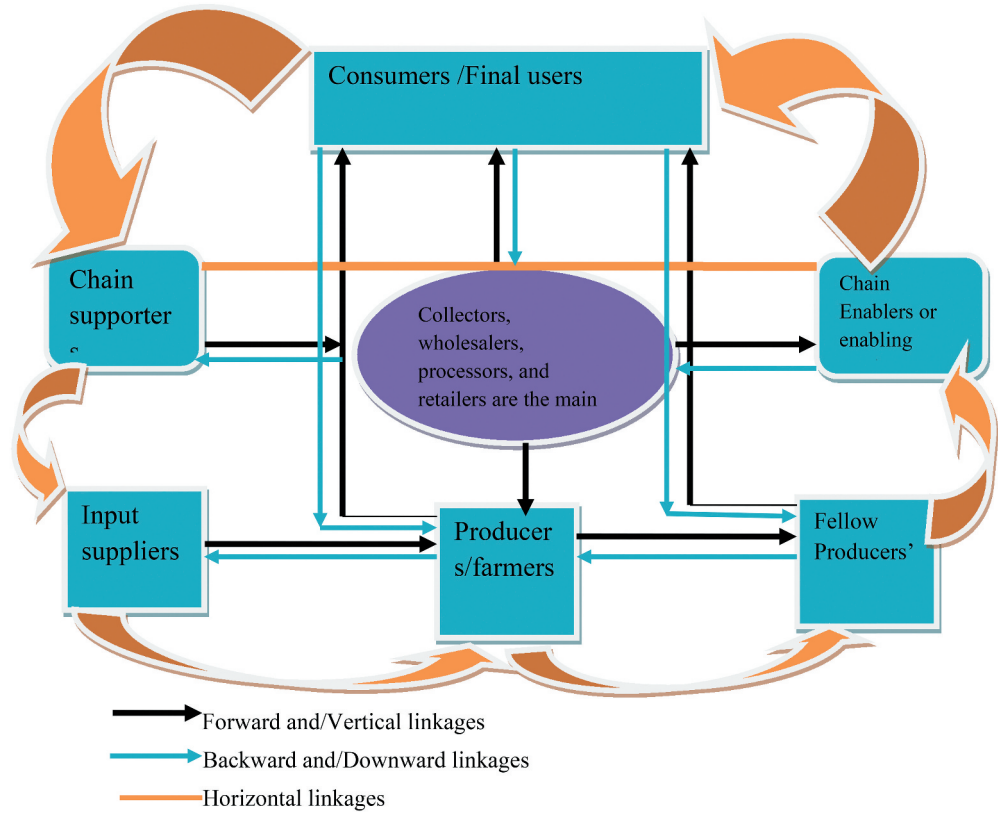 Consumers /Final users
Chain
supporter
s
Collectors,
wholesalers,
processors, and
retailers are the main
Chain
Enablers or
enabling
Input
suppliers
Producer
s/farmers
Fellow
Producers’
Forward and/Vertical linkages
Backward and/Downward linkages
Horizontal linkages